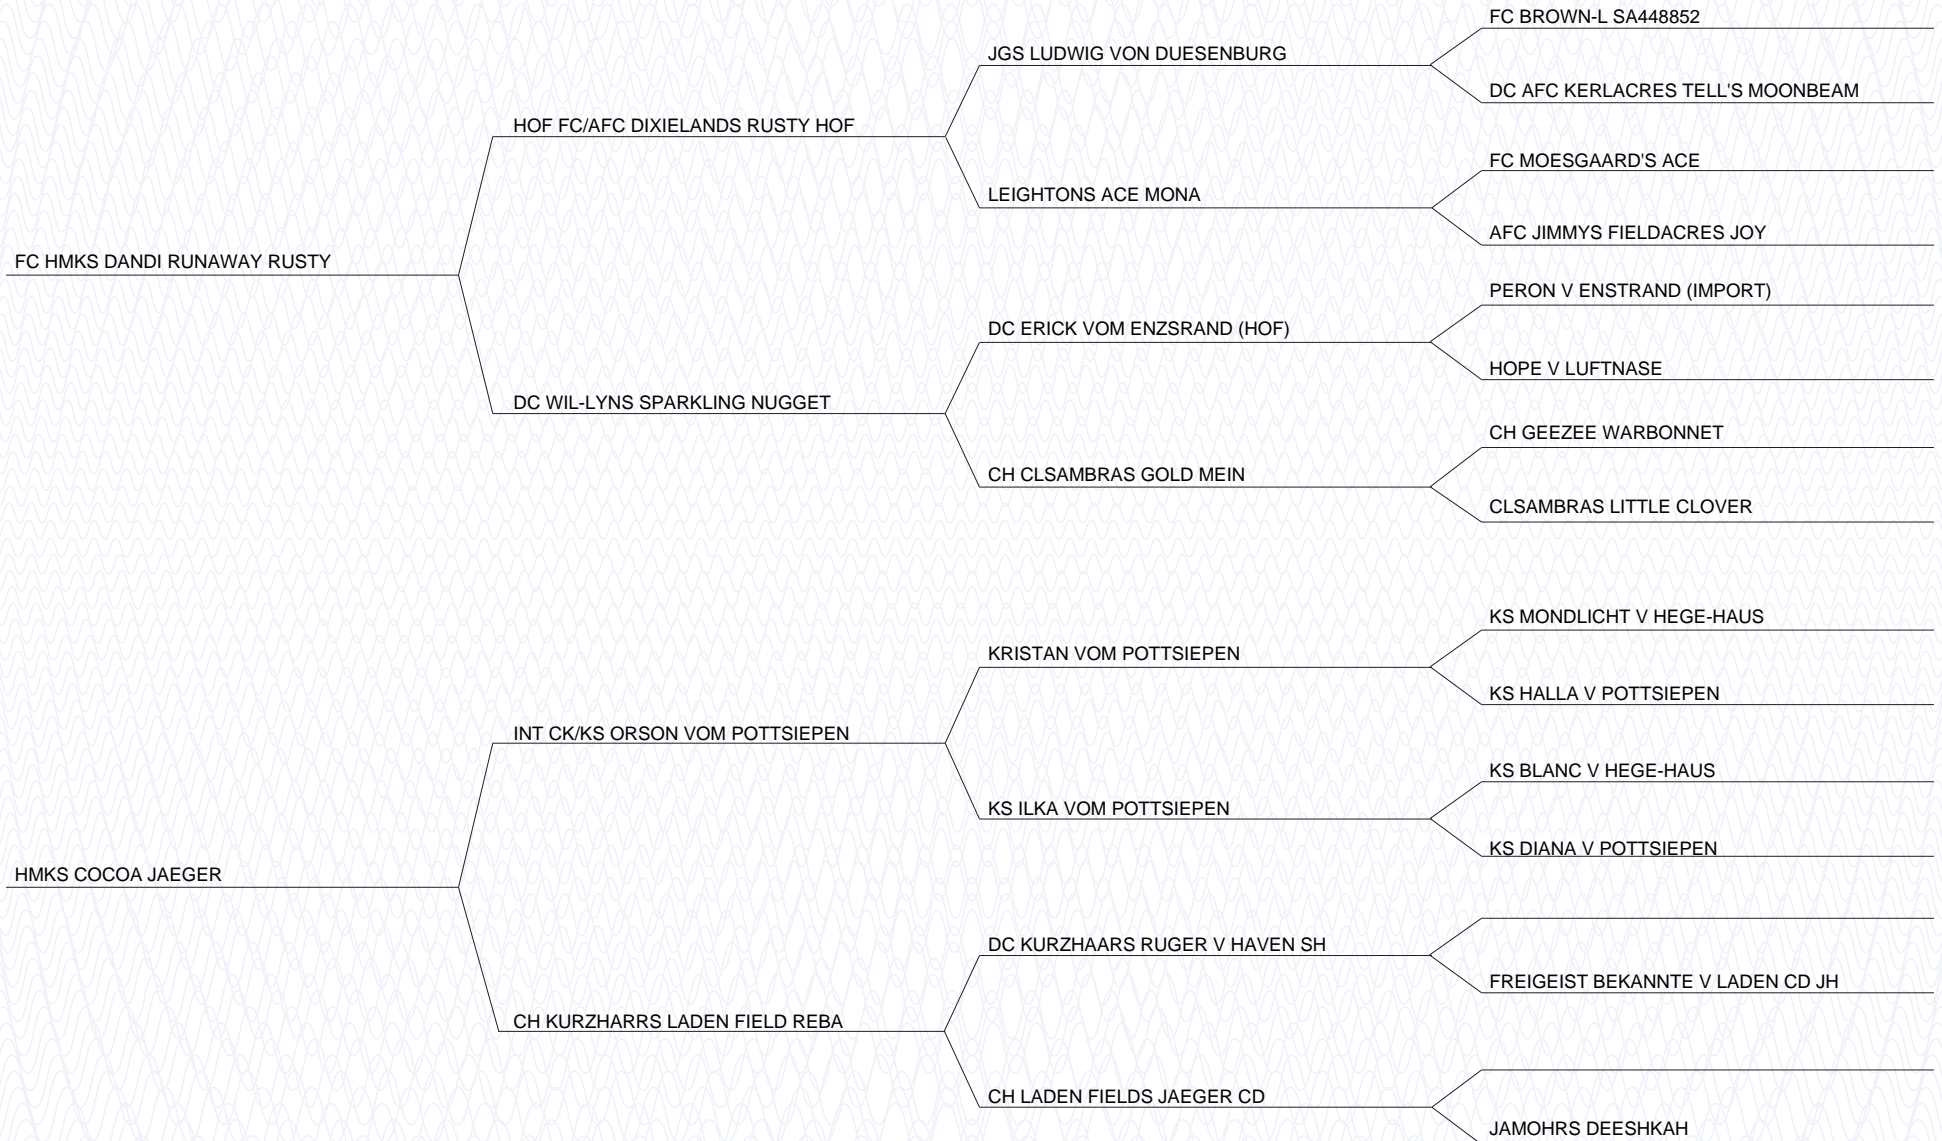 FC BROWN-L SA448852
JGS LUDWIG VON DUESENBURG
DC AFC KERLACRES TELL'S MOONBEAM
HOF FC/AFC DIXIELANDS RUSTY HOF
FC MOESGAARD'S ACE
LEIGHTONS ACE MONA
AFC JIMMYS FIELDACRES JOY
FC HMKS DANDI RUNAWAY RUSTY
PERON V ENSTRAND (IMPORT)
DC ERICK VOM ENZSRAND (HOF)
HOPE V LUFTNASE
DC WIL-LYNS SPARKLING NUGGET
CH GEEZEE WARBONNET
CH CLSAMBRAS GOLD MEIN
CLSAMBRAS LITTLE CLOVER
KS MONDLICHT V HEGE-HAUS
KRISTAN VOM POTTSIEPEN
KS HALLA V POTTSIEPEN
INT CK/KS ORSON VOM POTTSIEPEN
KS BLANC V HEGE-HAUS
KS ILKA VOM POTTSIEPEN
KS DIANA V POTTSIEPEN
HMKS COCOA JAEGER
DC KURZHAARS RUGER V HAVEN SH
FREIGEIST BEKANNTE V LADEN CD JH
CH KURZHARRS LADEN FIELD REBA
CH LADEN FIELDS JAEGER CD
JAMOHRS DEESHKAH